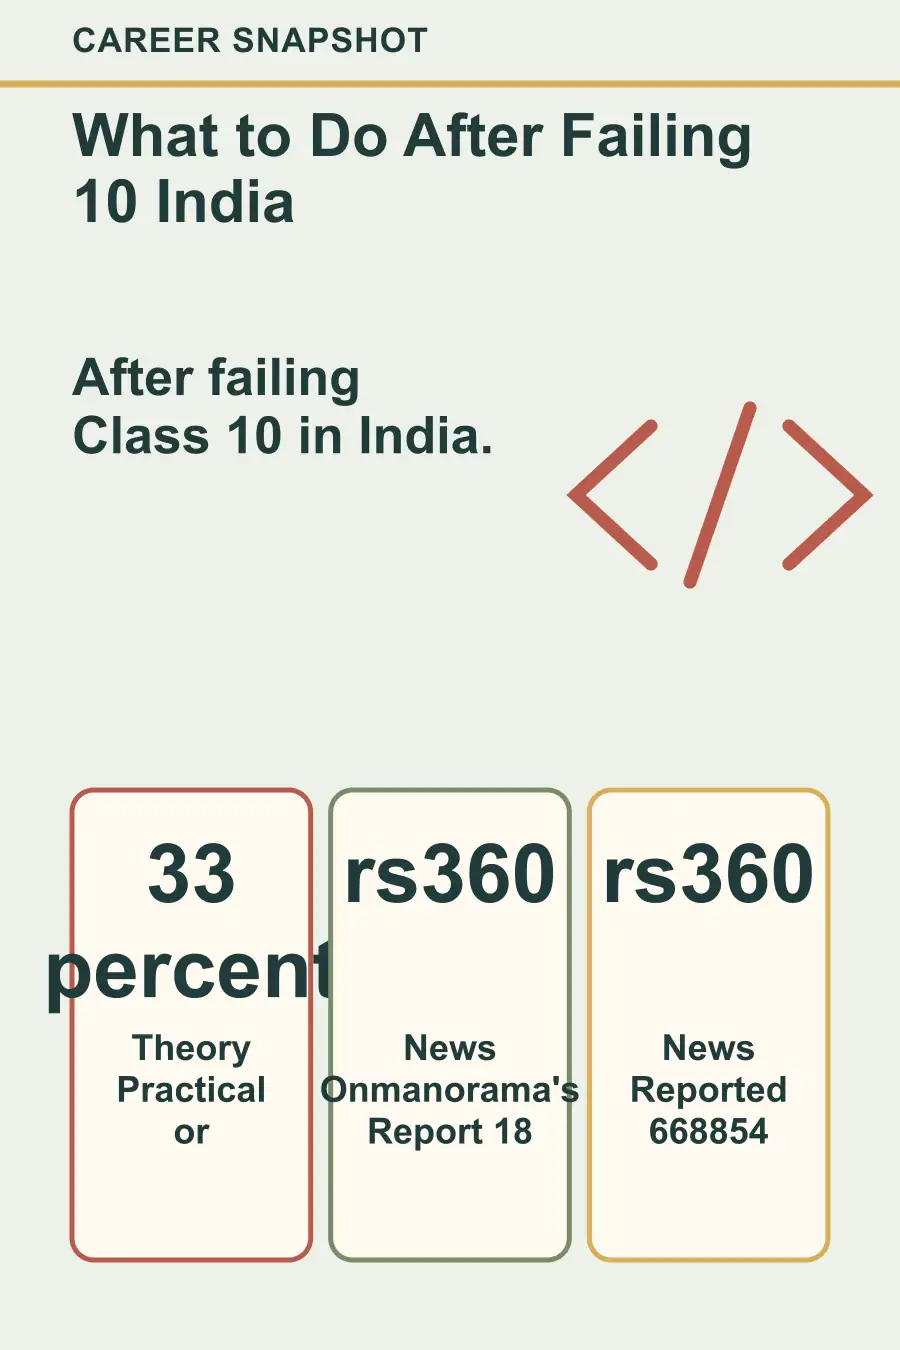 CAREER SNAPSHOT
What to Do After Failing
10 India
After failing
Class 10 in India.
</>
33
percent
Theory
Practical
or
rs360
News
Onmanorama's
Report 18
rs360
News
Reported
668854